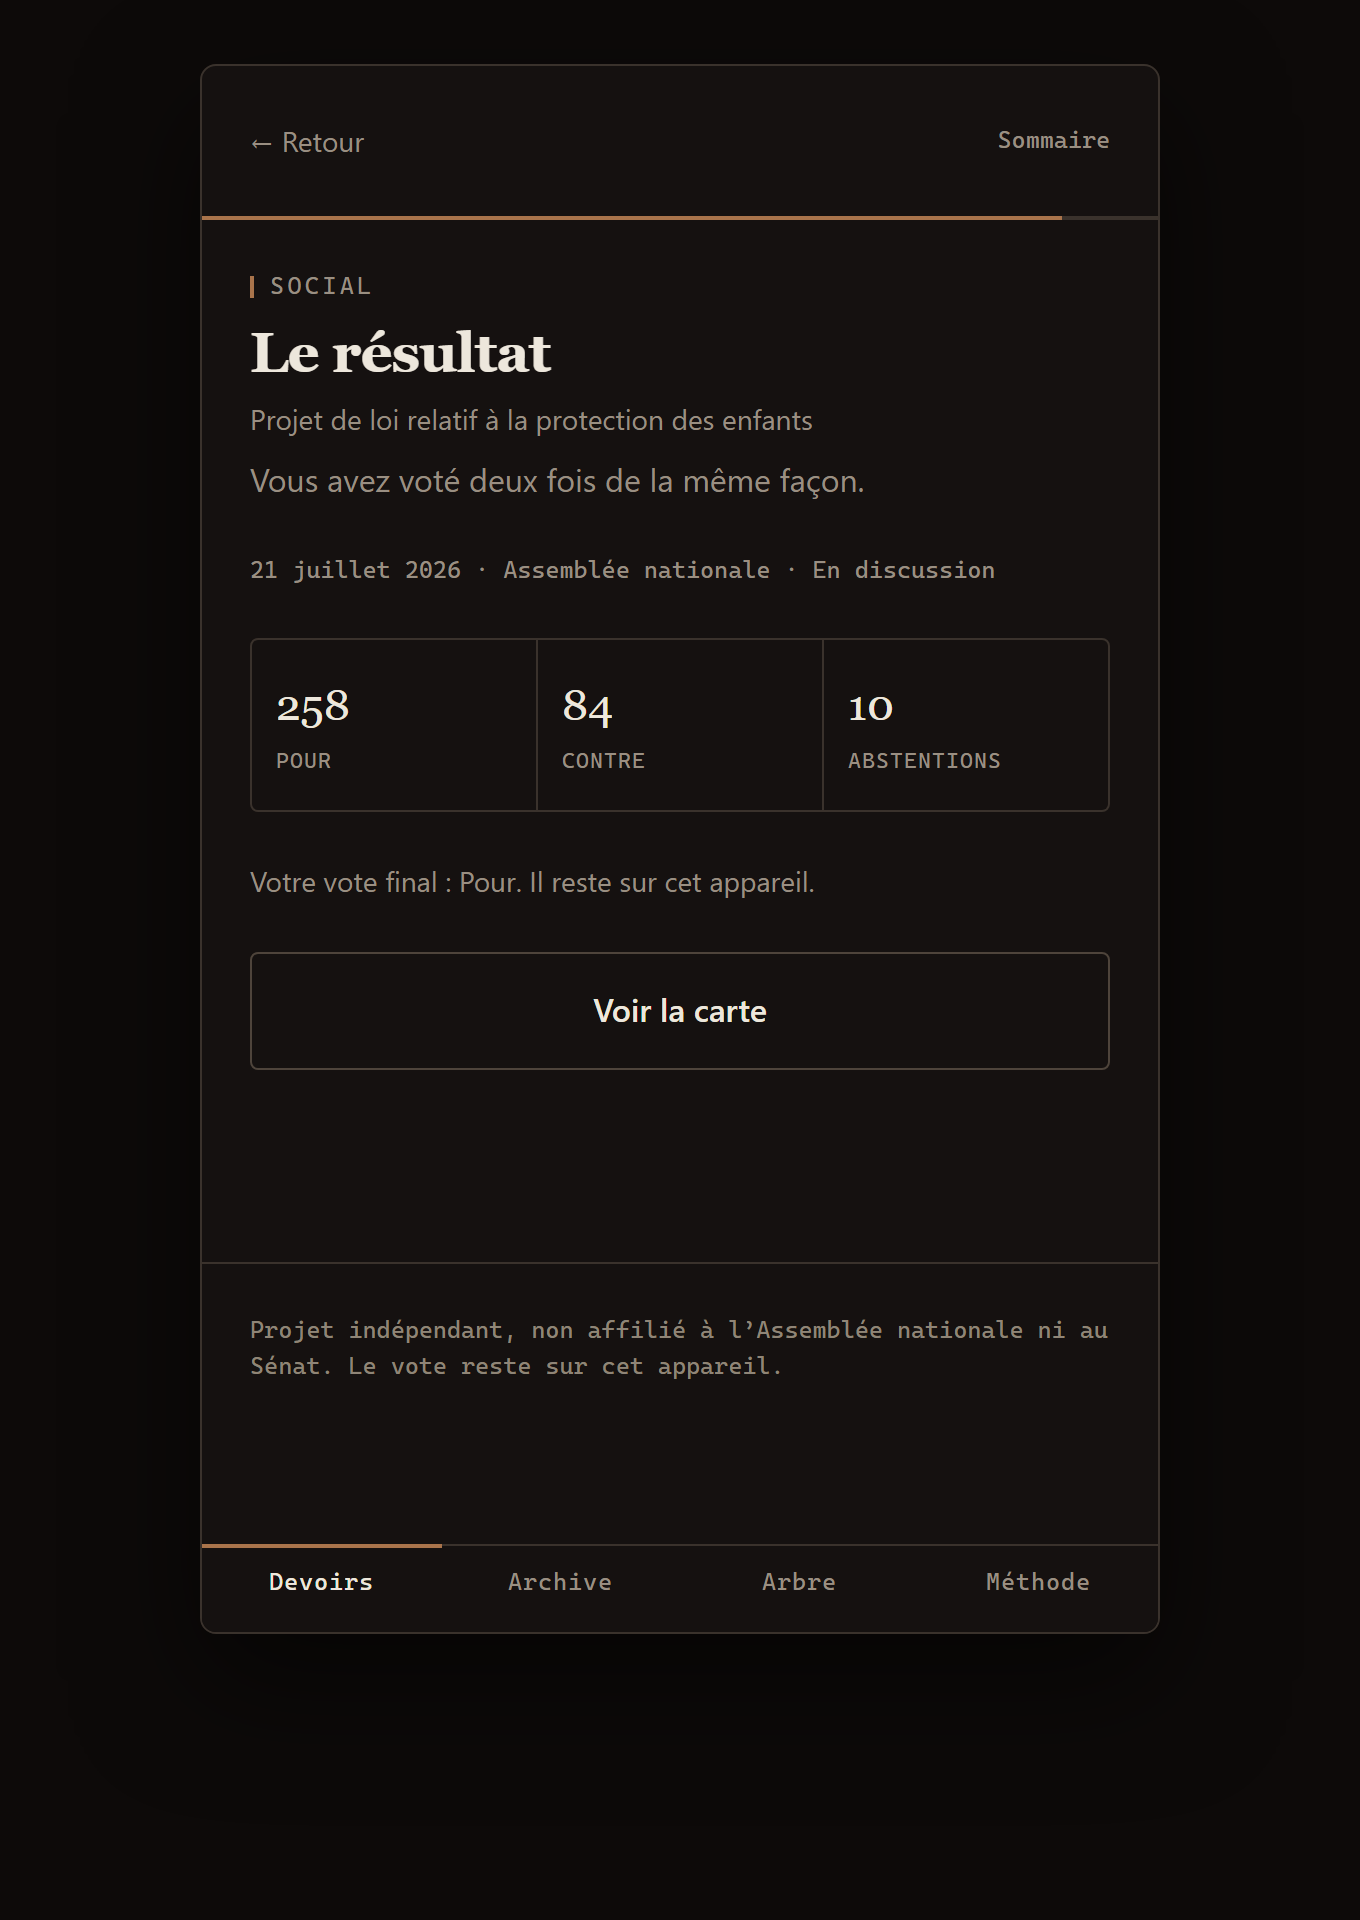 ← Retour
Sommaire
SOCIAL
Le résultat
Projet de loi relatif à la protection des enfants
Vous avez voté deux fois de la même façon.
21 juillet 2026 · Assemblée nationale · En discussion
258
POUR
84
CONTRE
10
ABSTENTIONS
Votre vote final : Pour. Il reste sur cet appareil.
Voir la carte
Projet indépendant, non affilié à l’Assemblée nationale ni au
Sénat. Le vote reste sur cet appareil.
Devoirs
Archive
Arbre
Méthode